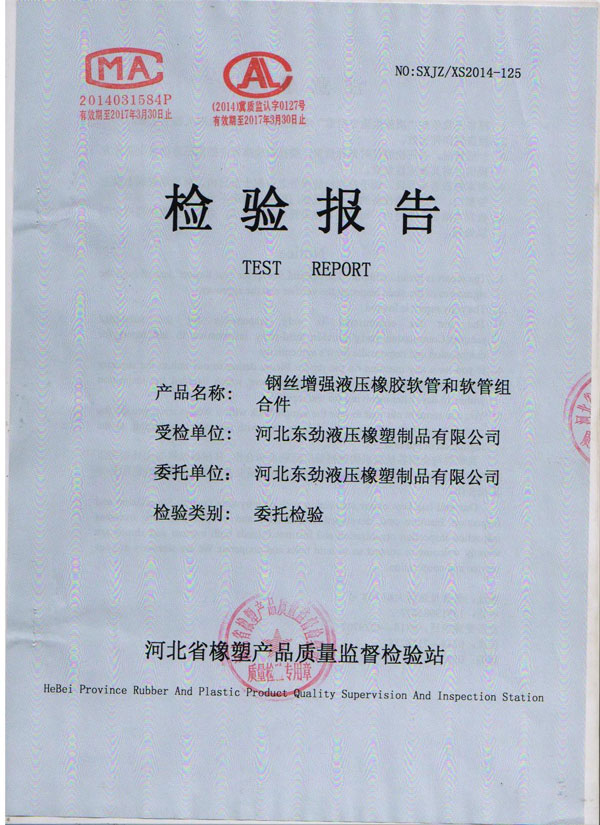 MA
2014031584P
有效期至2017年3月30日止
CAL
(2014)冀质监认字0127号
有效期至2017年3月30日止
NO:SXJZ/XS2014-125
检验报告
TEST REPORT
产品名称: 钢丝增强液压橡胶软管和软管组
合件
受检单位: 河北东劲液压橡塑制品有限公司
委托单位: 河北东劲液压橡塑制品有限公司
检验类别: 委托检验
河北省橡塑产品质量监督检验站
质量检 专用章
HeBei Province Rubber And Plastic Product Quality Supervision And Inspection Station